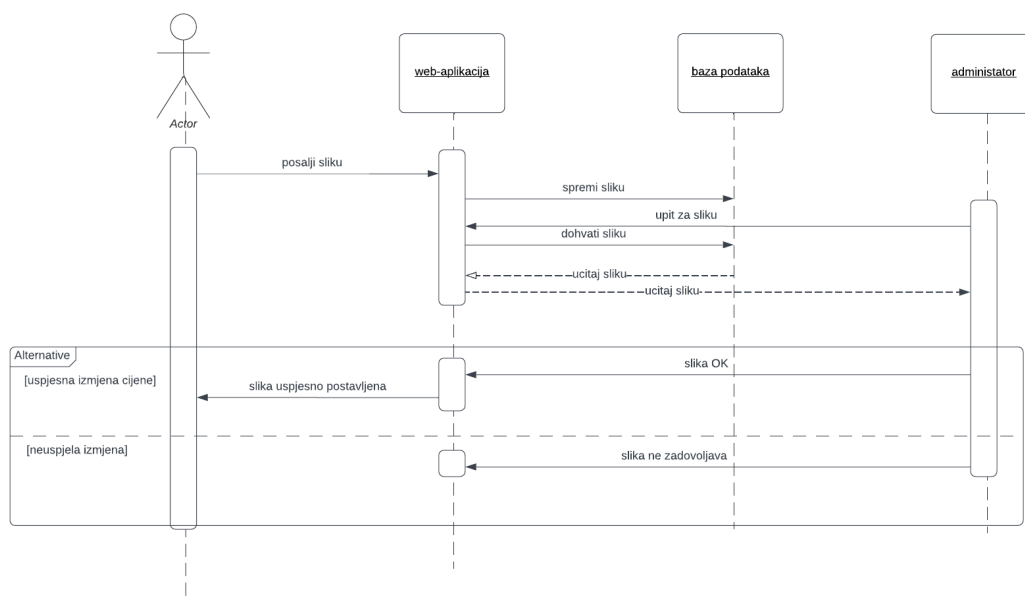 web-aplikacija
baza podataka
administator
Actor
posalji sliku
spremi sliku
upit za sliku
dohvati sliku
ucitaj sliku
ucitaj sliku
Alternative
[uspjesna izmjena cijene]
slika OK
slika uspjesno postavljena
[neuspjela izmjena]
slika ne zadovoljava